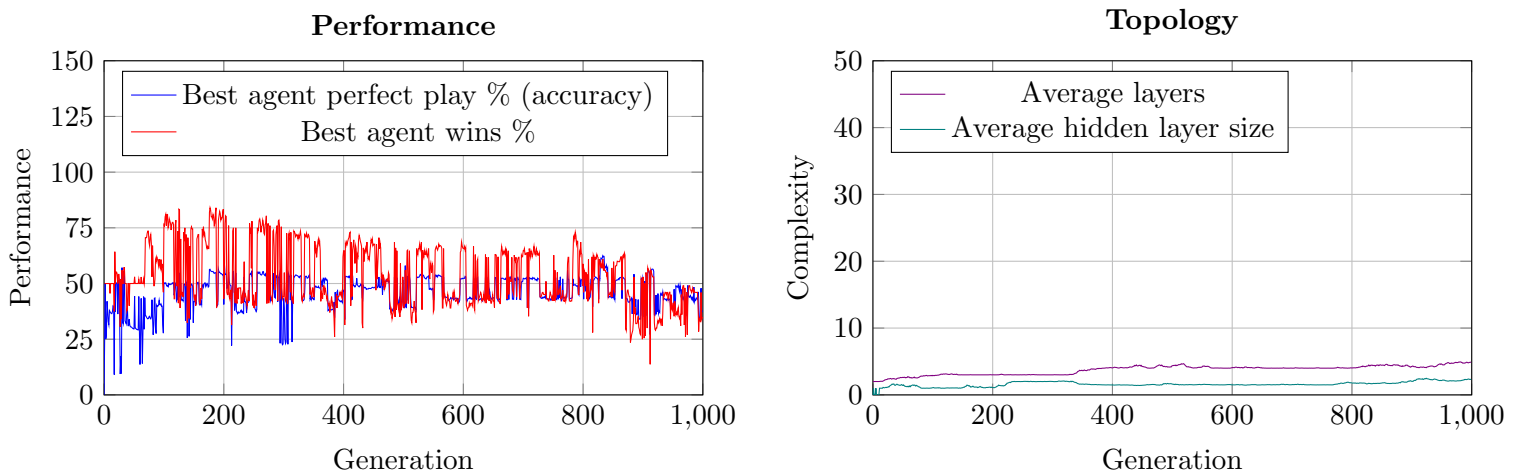 Performance
150
125
100
75
50
25
0
Performance
Best agent perfect play % (accuracy)
Best agent wins %
0
200
400
600
800
1,000
Generation
Topology
50
40
30
20
10
0
Complexity
Average layers
Average hidden layer size
0
200
400
600
800
1,000
Generation